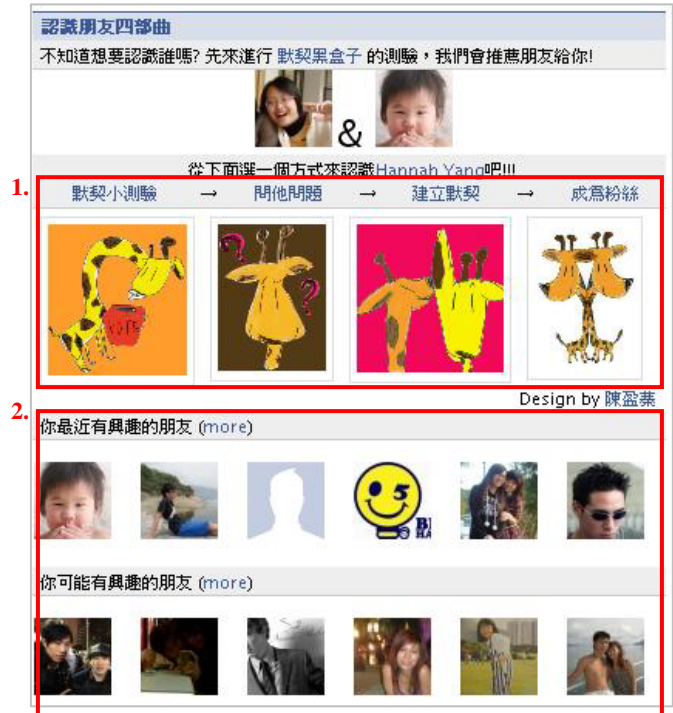 認識朋友四部曲
不知道想要認識誰嗎? 先來進行 默契黑盒子 的測驗，我們會推薦朋友給你!
&
從下面選一個方式來認識Hannah Yang吧!!!
1.
默契小測驗 → 問他問題 → 建立默契 → 成為粉絲
? ?
Design by 陳盈蓁
2.
你最近有興趣的朋友 (more)
5
你可能有興趣的朋友 (more)